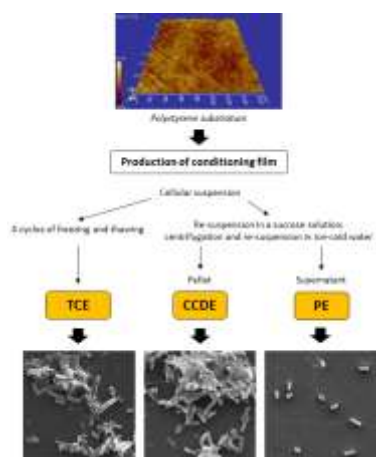 Polystyrene substratum
Production of conditioning film
Cellular suspension
4 cycles of freezing and thawing
Re-suspension in a sucrose solution:
centrifugation and re-suspension in ice-cold water
Pellet
Supernatant
TCE
CCDE
PE